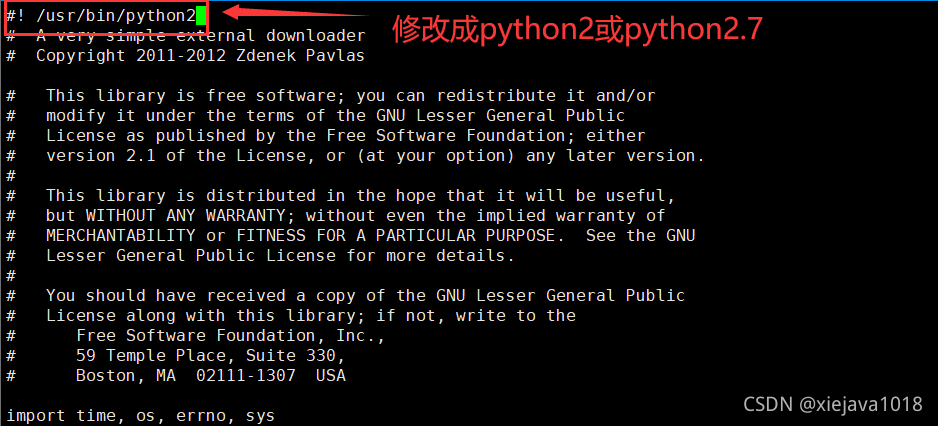 #! /usr/bin/python2
修改成python2或python2.7
#  A very simple external downloader
#  Copyright 2011-2012 Zdenek Pavlas
#   This library is free software; you can redistribute it and/or
#   modify it under the terms of the GNU Lesser General Public
#   License as published by the Free Software Foundation; either
#   version 2.1 of the License, or (at your option) any later version.
#
#   This library is distributed in the hope that it will be useful,
#   but WITHOUT ANY WARRANTY; without even the implied warranty of
#   MERCHANTABILITY or FITNESS FOR A PARTICULAR PURPOSE.  See the GNU
#   Lesser General Public License for more details.
#
#   You should have received a copy of the GNU Lesser General Public
#   License along with this library; if not, write to the
#      Free Software Foundation, Inc.,
#      59 Temple Place, Suite 330,
#      Boston, MA  02111-1307  USA
import time, os, errno, sys
CSDN @xiejava1018